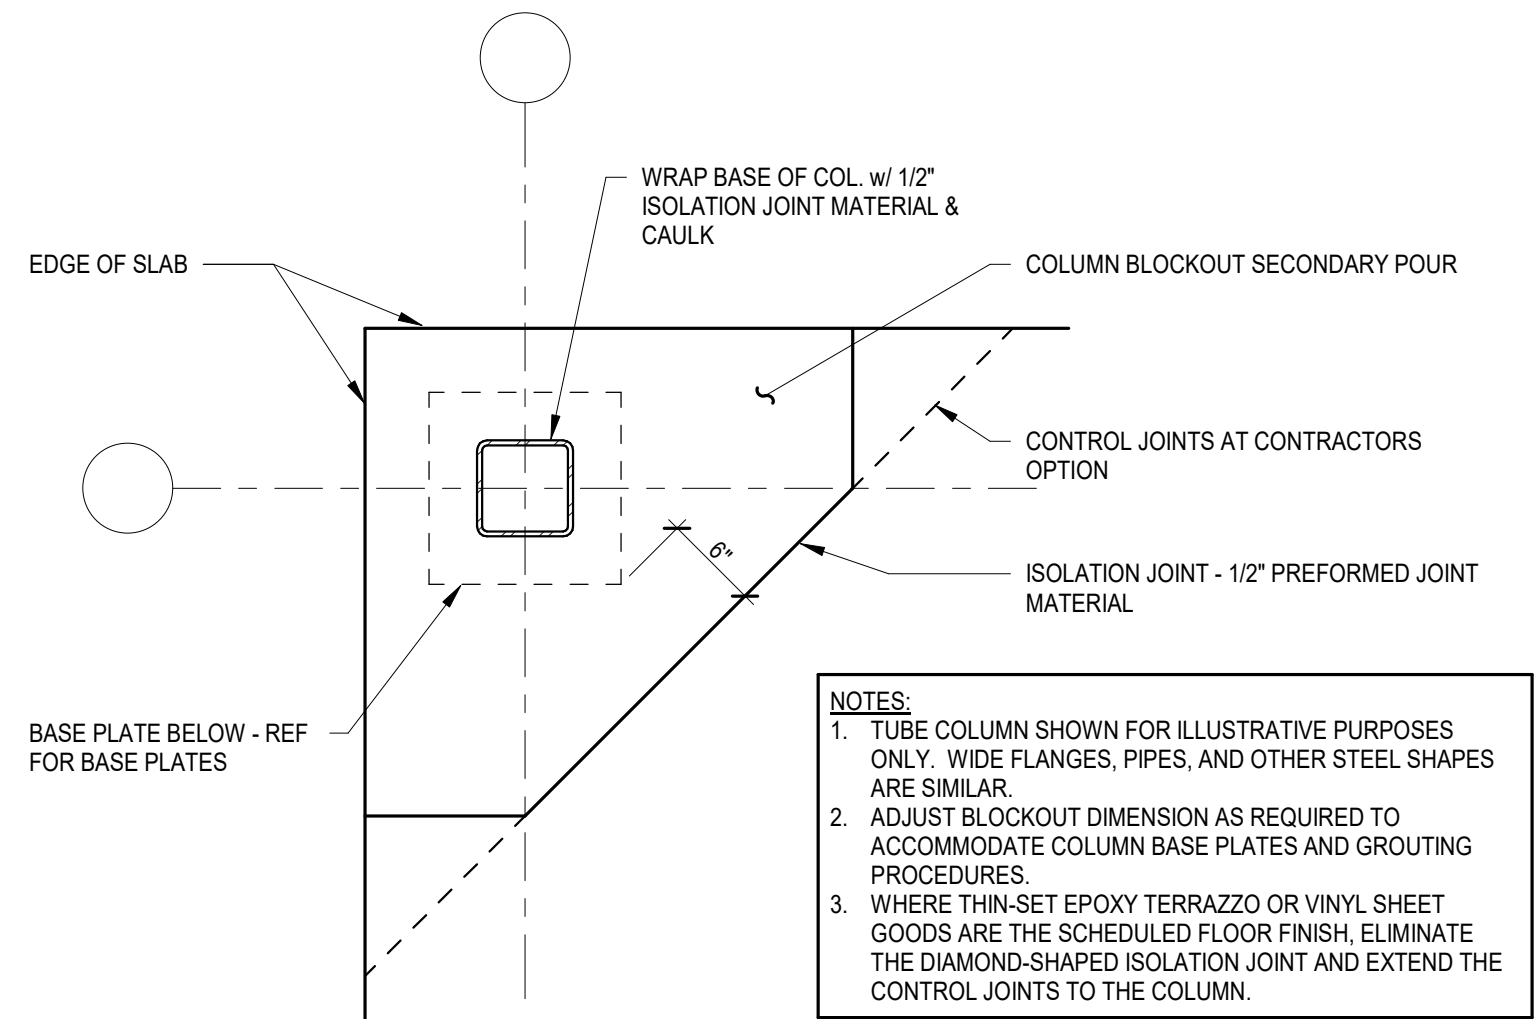 WRAP BASE OF COL. w/ 1/2"
ISOLATION JOINT MATERIAL &
CAULK
EDGE OF SLAB
COLUMN BLOCKOUT SECONDARY POUR
CONTROL JOINTS AT CONTRACTORS
OPTION
6"
ISOLATION JOINT - 1/2" PREFORMED JOINT
MATERIAL
BASE PLATE BELOW - REF
FOR BASE PLATES
NOTES:
1. TUBE COLUMN SHOWN FOR ILLUSTRATIVE PURPOSES
ONLY. WIDE FLANGES, PIPES, AND OTHER STEEL SHAPES
ARE SIMILAR.
2. ADJUST BLOCKOUT DIMENSION AS REQUIRED TO
ACCOMMODATE COLUMN BASE PLATES AND GROUTING
PROCEDURES.
3. WHERE THIN-SET EPOXY TERRAZZO OR VINYL SHEET
GOODS ARE THE SCHEDULED FLOOR FINISH, ELIMINATE
THE DIAMOND-SHAPED ISOLATION JOINT AND EXTEND THE
CONTROL JOINTS TO THE COLUMN.